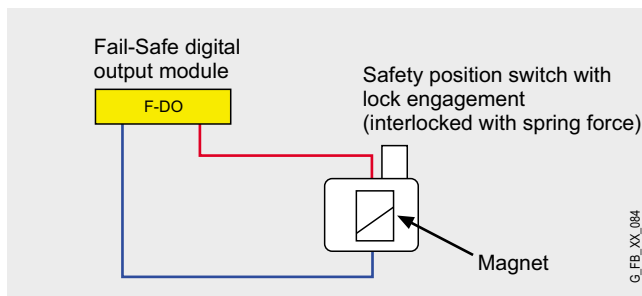 Fail-Safe digital
output module
F-DO
Safety position switch with
lock engagement
(interlocked with spring force)
Magnet
G_FB_XX_084